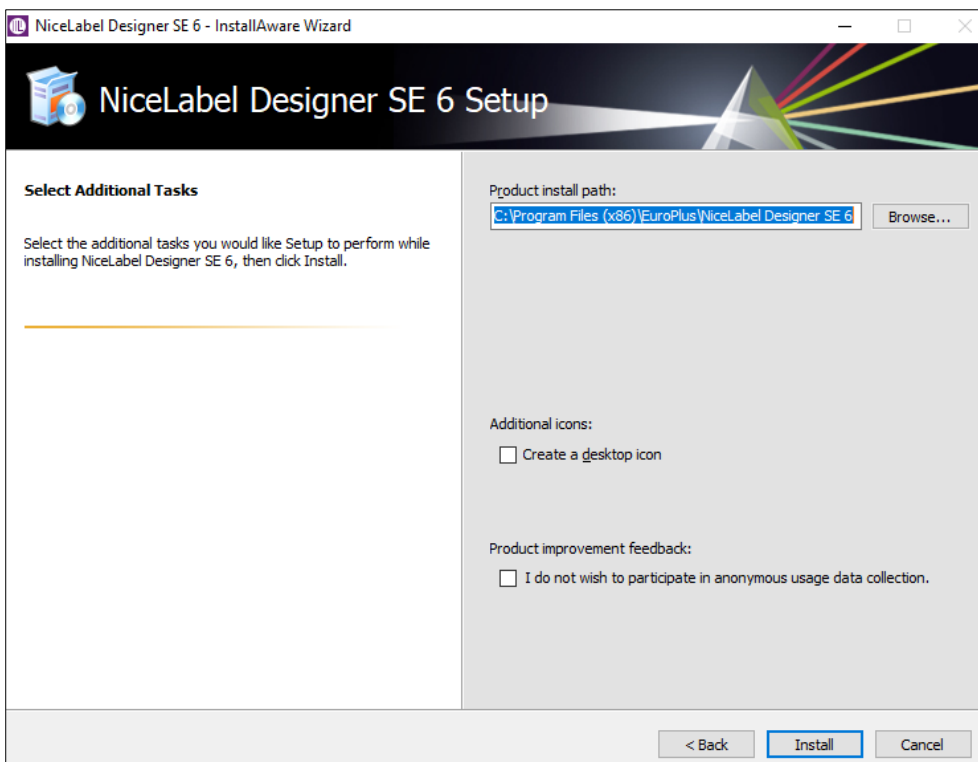 NiceLabel Designer SE 6 - InstallAware Wizard
NiceLabel Designer SE 6 Setup
Select Additional Tasks
Select the additional tasks you would like Setup to perform while
installing NiceLabel Designer SE 6, then click Install.
Product install path:
C:\Program Files (x86)\EuroPlus\NiceLabel Designer SE 6
Browse...
Additional icons:
Create a desktop icon
Product improvement feedback:
I do not wish to participate in anonymous usage data collection.
< Back
Install
Cancel